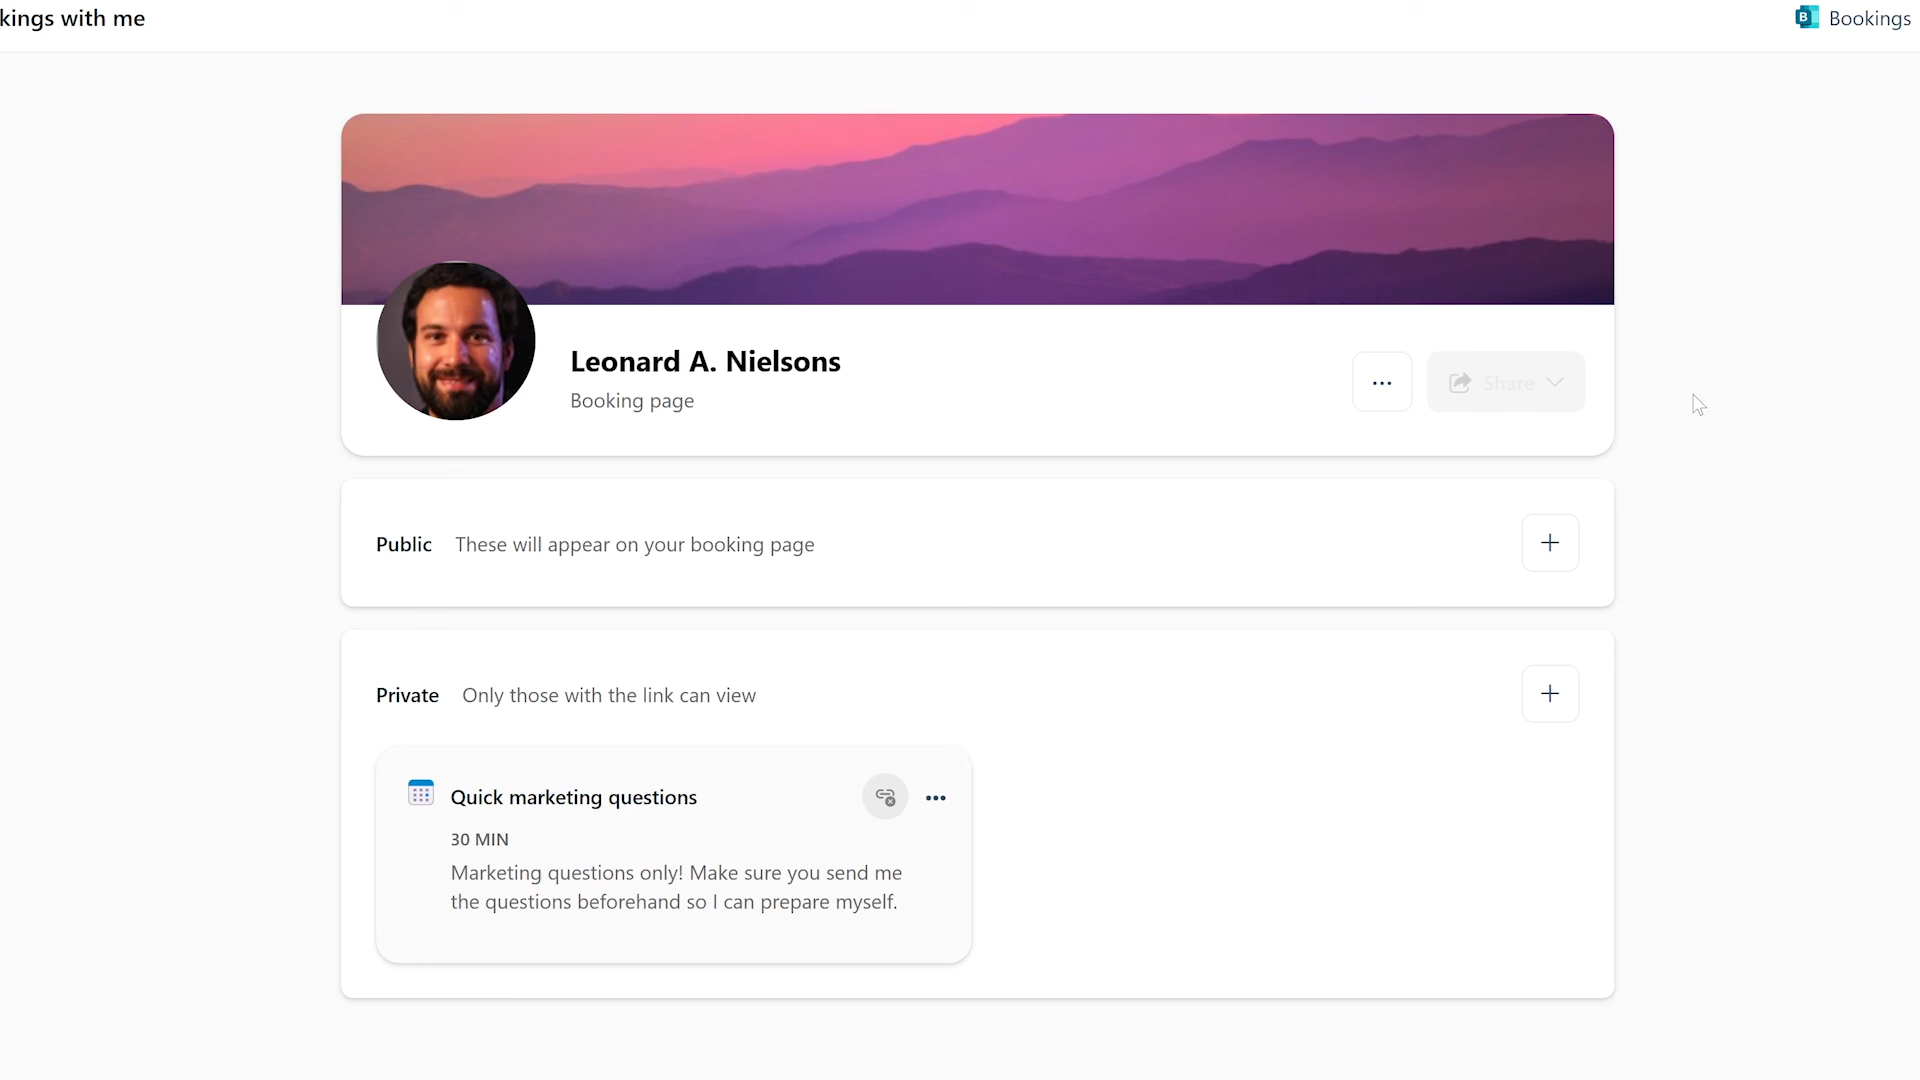 kings with me
Bookings
Leonard A. Nielsons
Booking page
Share
Public These will appear on your booking page
Private Only those with the link can view
Quick marketing questions
30 MIN
Marketing questions only! Make sure you send me
the questions beforehand so I can prepare myself.